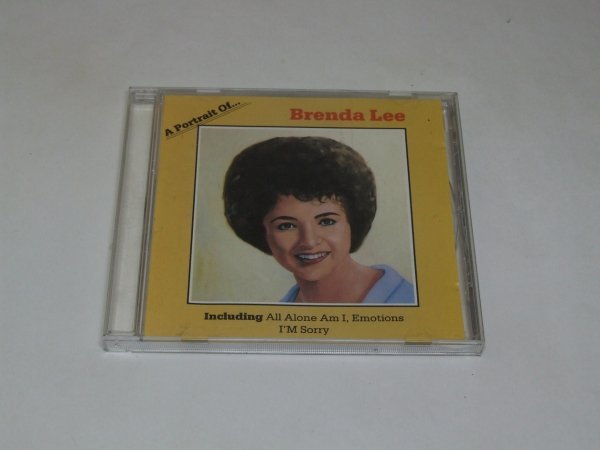 A Portrait Of...
Brenda Lee
Including All Alone Am I, Emotions
I'M Sorry